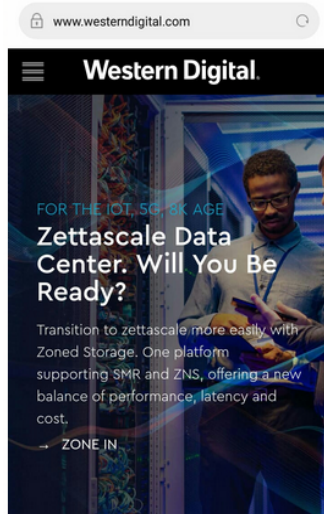 www.westerndigital.com
Western Digital.
FOR THE IOT, 5G, 8K AGE
Zettascale Data
Center. Will You Be
Ready?
Transition to zettascale more easily with
Zoned Storage. One platform
supporting SMR and ZNS, offering a new
balance of performance, latency and
cost.
→ ZONE IN